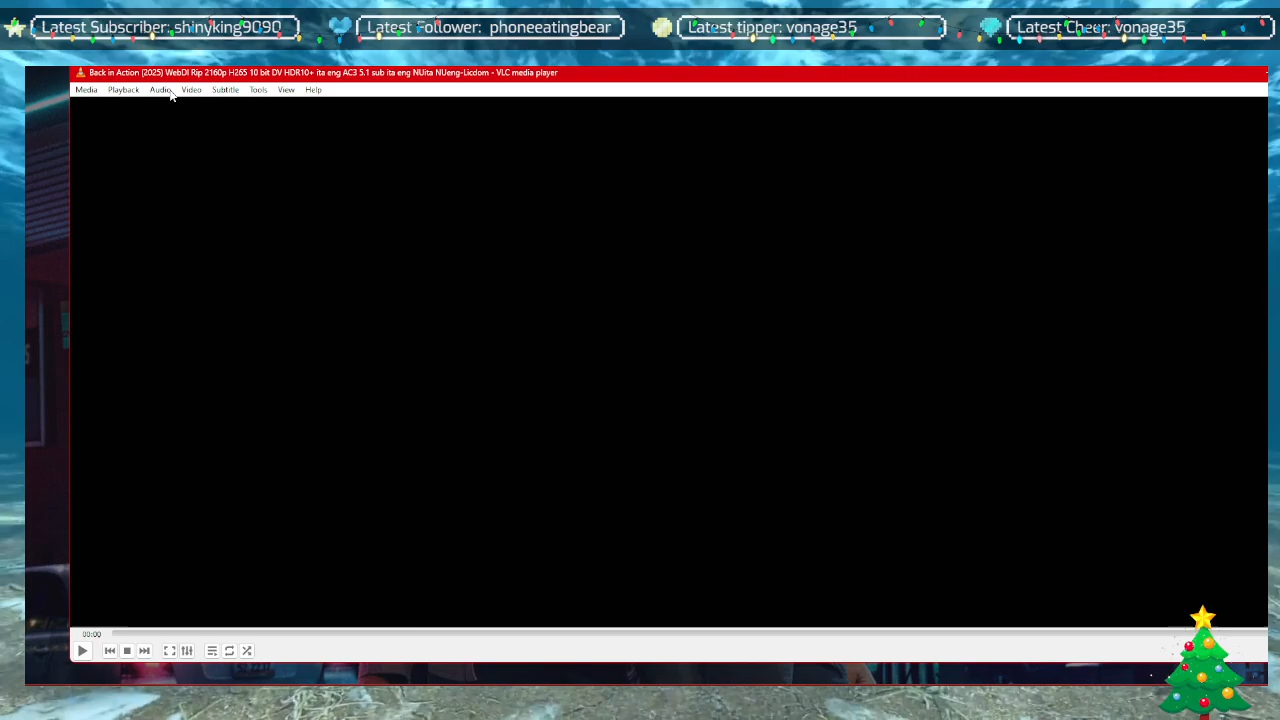 Latest Subscriber: shinyking9090
Latest Follower: phoneeatingbear
Latest tipper: vonage35
Latest Cheer: vonage35
Back in Action (2025) WebDl Rip 2160p H265 10 bit DV HDR10+ ita eng AC3 5.1 sub ita eng NUita NUeng-Licdom - VLC media player
Media Playback Audio Video Subtitle Tools View Help
00:00